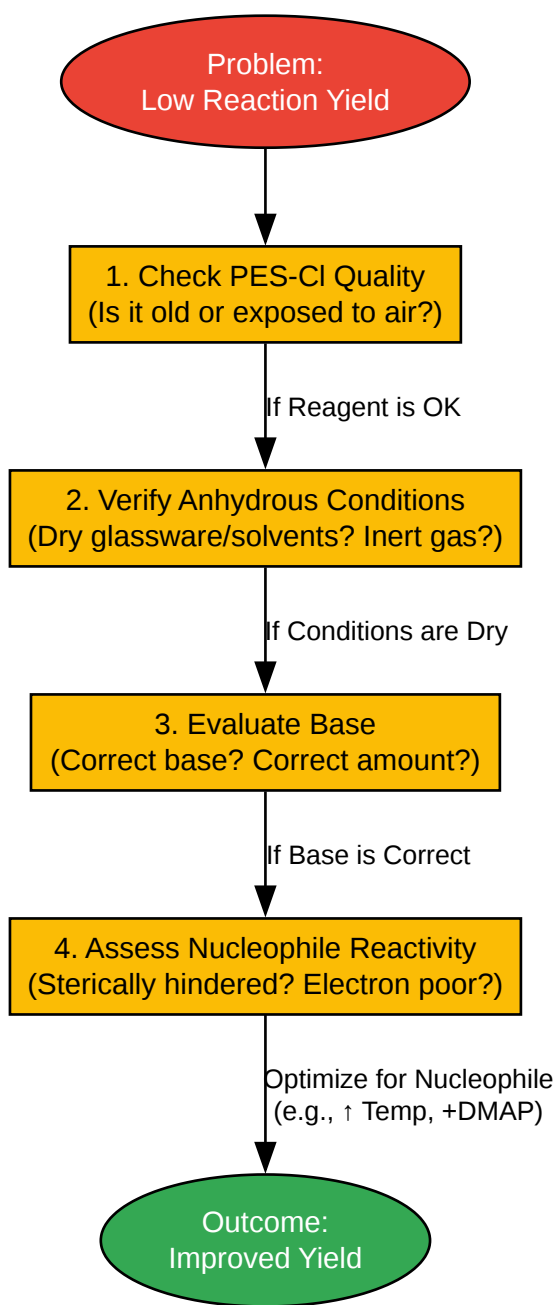 Problem:
Low Reaction Yield
1. Check PES-Cl Quality
(Is it old or exposed to air?)
If Reagent is OK
2. Verify Anhydrous Conditions
(Dry glassware/solvents? Inert gas?)
If Conditions are Dry
3. Evaluate Base
(Correct base? Correct amount?)
If Base is Correct
4. Assess Nucleophile Reactivity
(Sterically hindered? Electron poor?)
Optimize for Nucleophile
(e.g., ↑ Temp, +DMAP)
Outcome:
Improved Yield